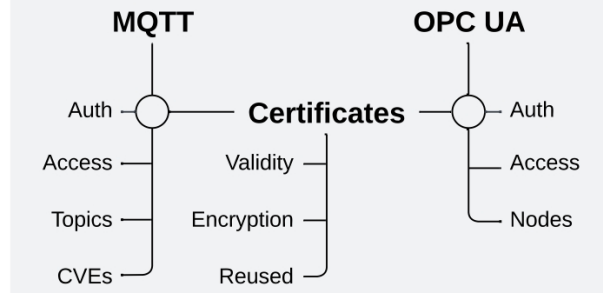 MQTT
OPC UA
Auth
Certificates
Auth
Access
Validity
Access
Topics
Encryption
Nodes
CVEs
Reused